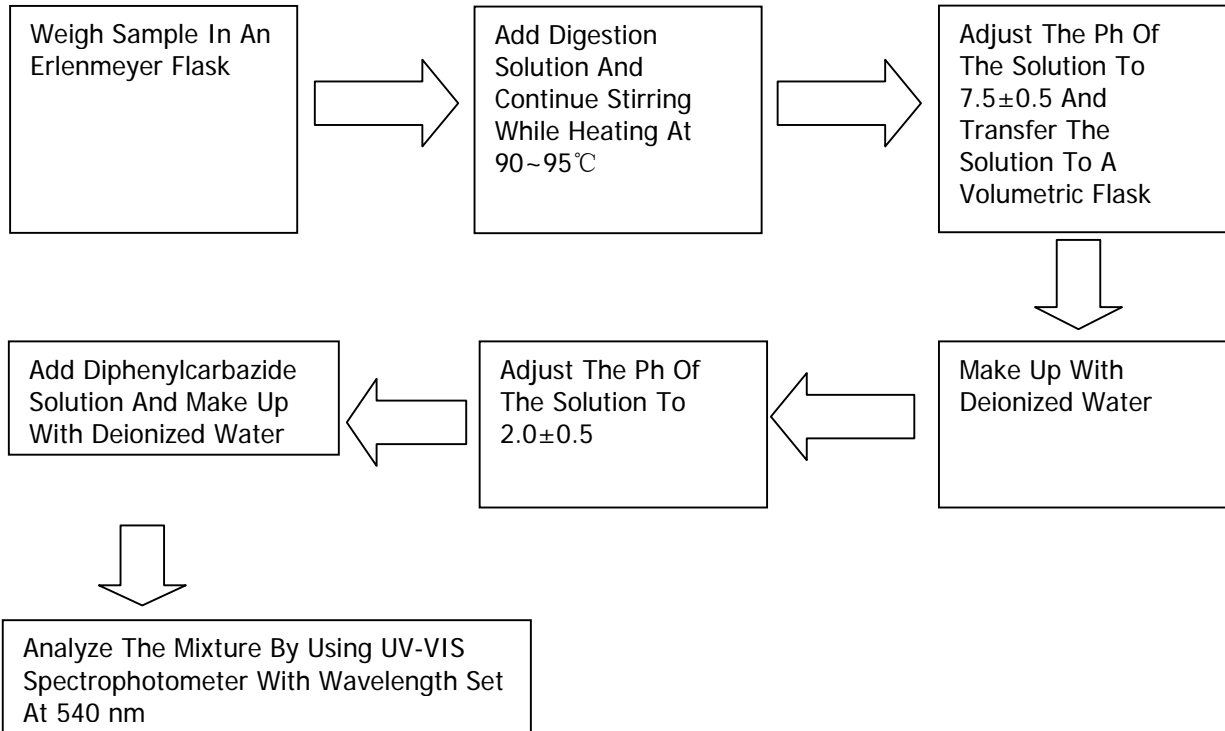 Weigh Sample In An
Erlenmeyer Flask
Add Digestion
Solution And
Continue Stirring
While Heating At
90~95℃
Adjust The Ph Of
The Solution To
7.5±0.5 And
Transfer The
Solution To A
Volumetric Flask
Make Up With
Deionized Water
Adjust The Ph Of
The Solution To
2.0±0.5
Add Diphenylcarbazide
Solution And Make Up
With Deionized Water
Analyze The Mixture By Using UV-VIS
Spectrophotometer With Wavelength Set
At 540 nm